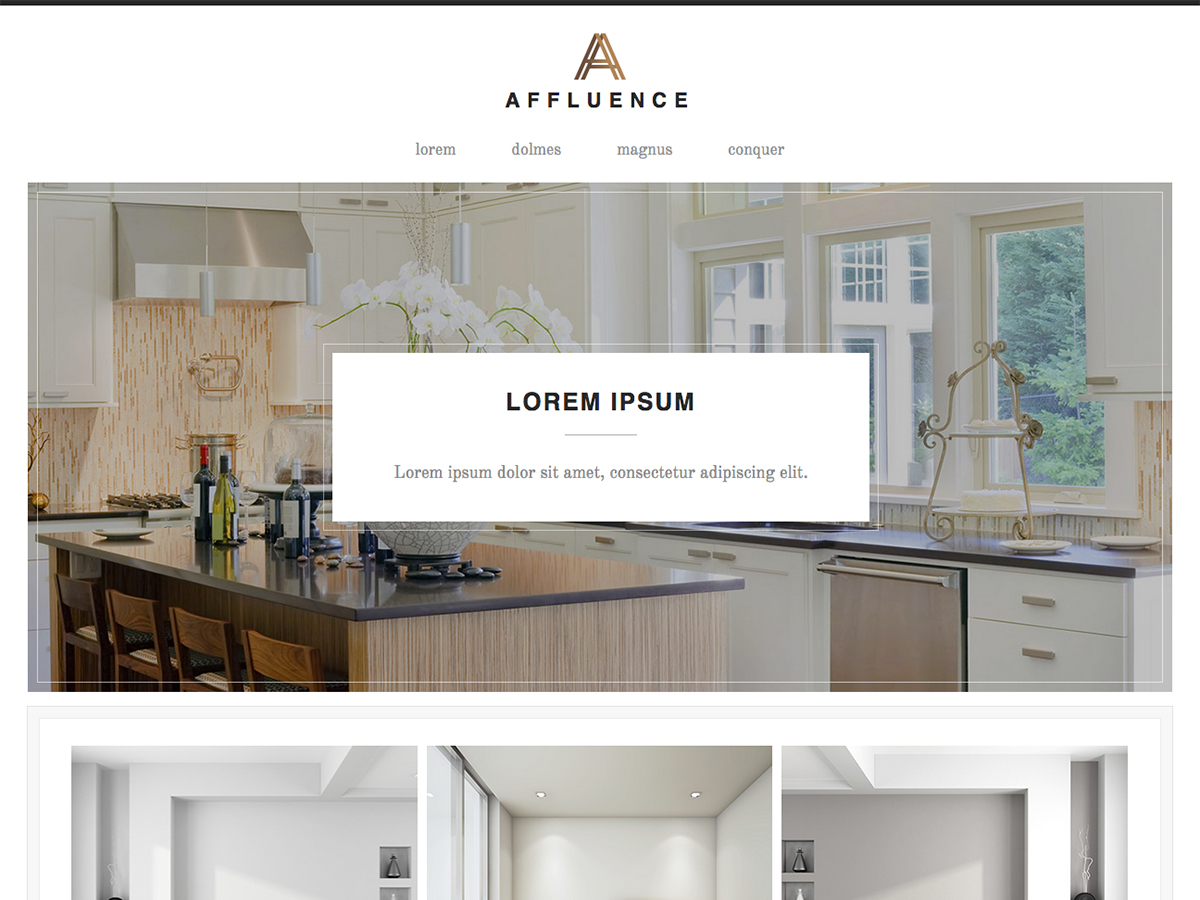 AFFLUENCE
lorem dolmes magnus conquer
LOREM IPSUM
Lorem ipsum dolor sit amet, consectetur adipiscing elit.